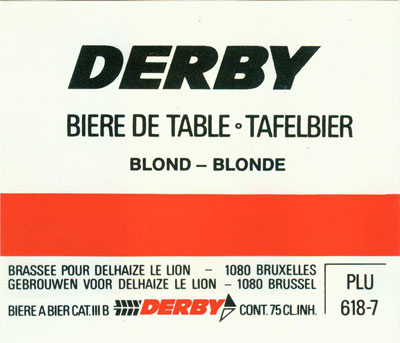 DERBY
BIERE DE TABLE • TAFELBIER
BLOND – BLONDE
BRASSEE POUR DELHAIZE LE LION – 1080 BRUXELLES
GEBROUWEN VOOR DELHAIZE LE LION – 1080 BRUSSEL
BIERE A BIER CAT. III B DERBY CONT. 75 CL.INH.
PLU
618-7